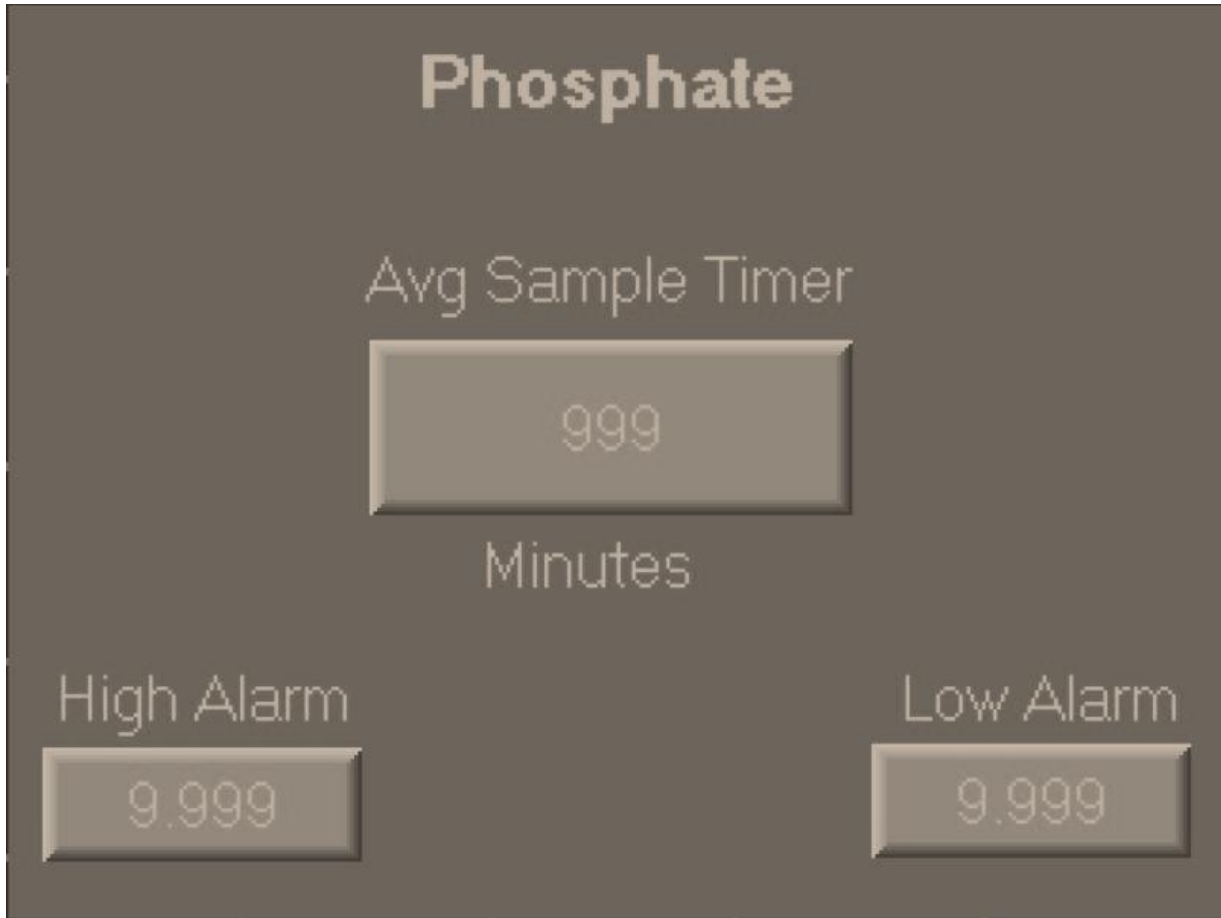 Phosphate
Avg Sample Timer
999
Minutes
High Alarm
Low Alarm
9.999
9.999